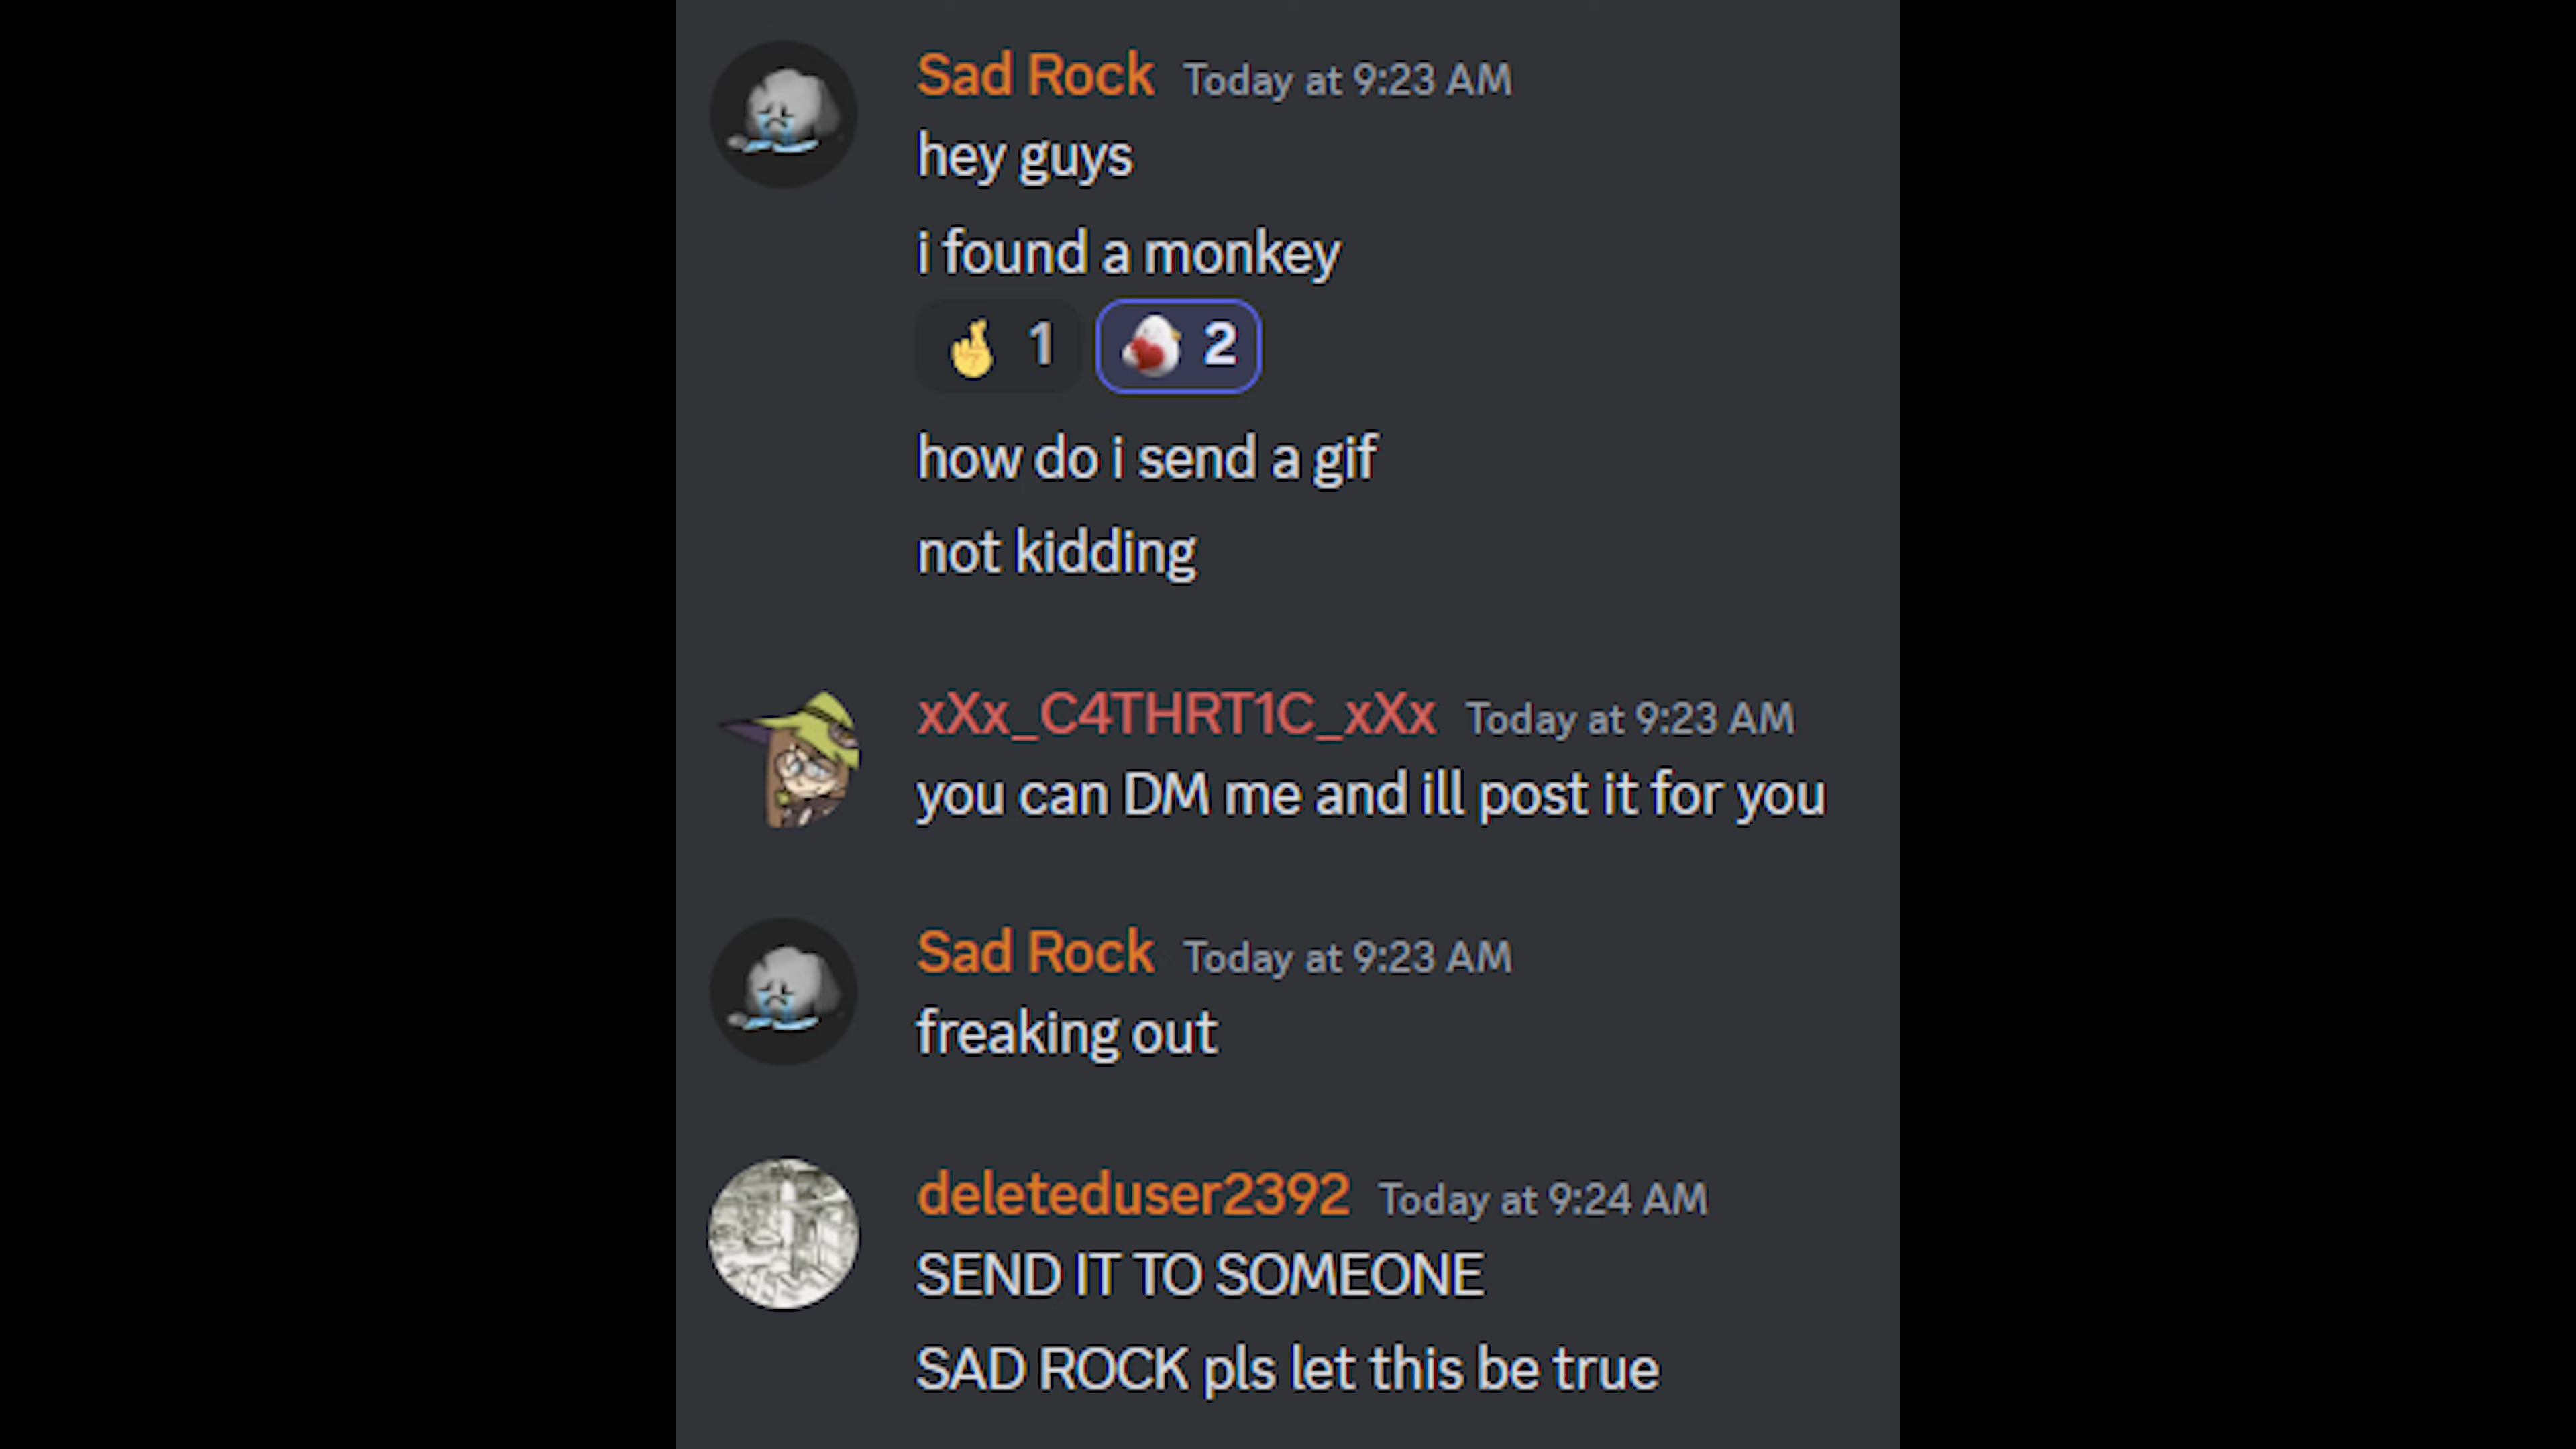 Sad Rock Today at 9:23 AM
hey guys
i found a monkey
1 2
how do i send a gif
not kidding
xXx_C4THRT1C_xXx Today at 9:23 AM
you can DM me and ill post it for you
Sad Rock Today at 9:23 AM
freaking out
deleteduser2392 Today at 9:24 AM
SEND IT TO SOMEONE
SAD ROCK pls let this be true